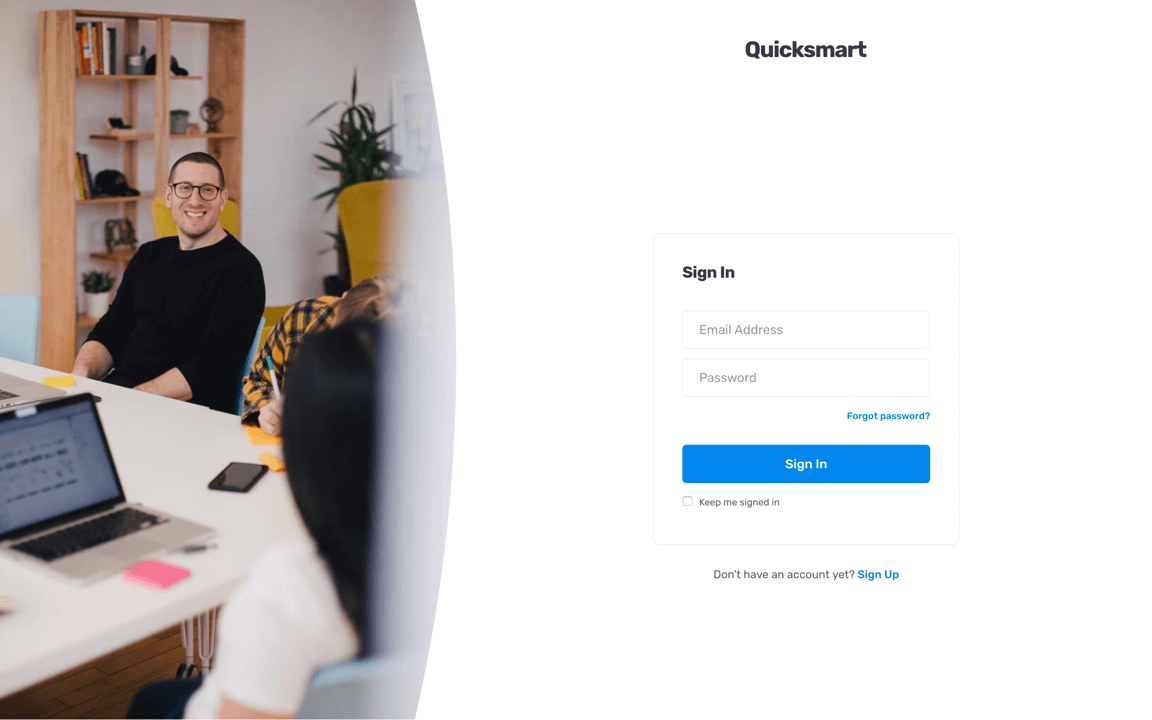 Quicksmart
Sign In
Email Address
Password
Forgot password?
Sign In
Keep me signed in
Don't have an account yet? Sign Up